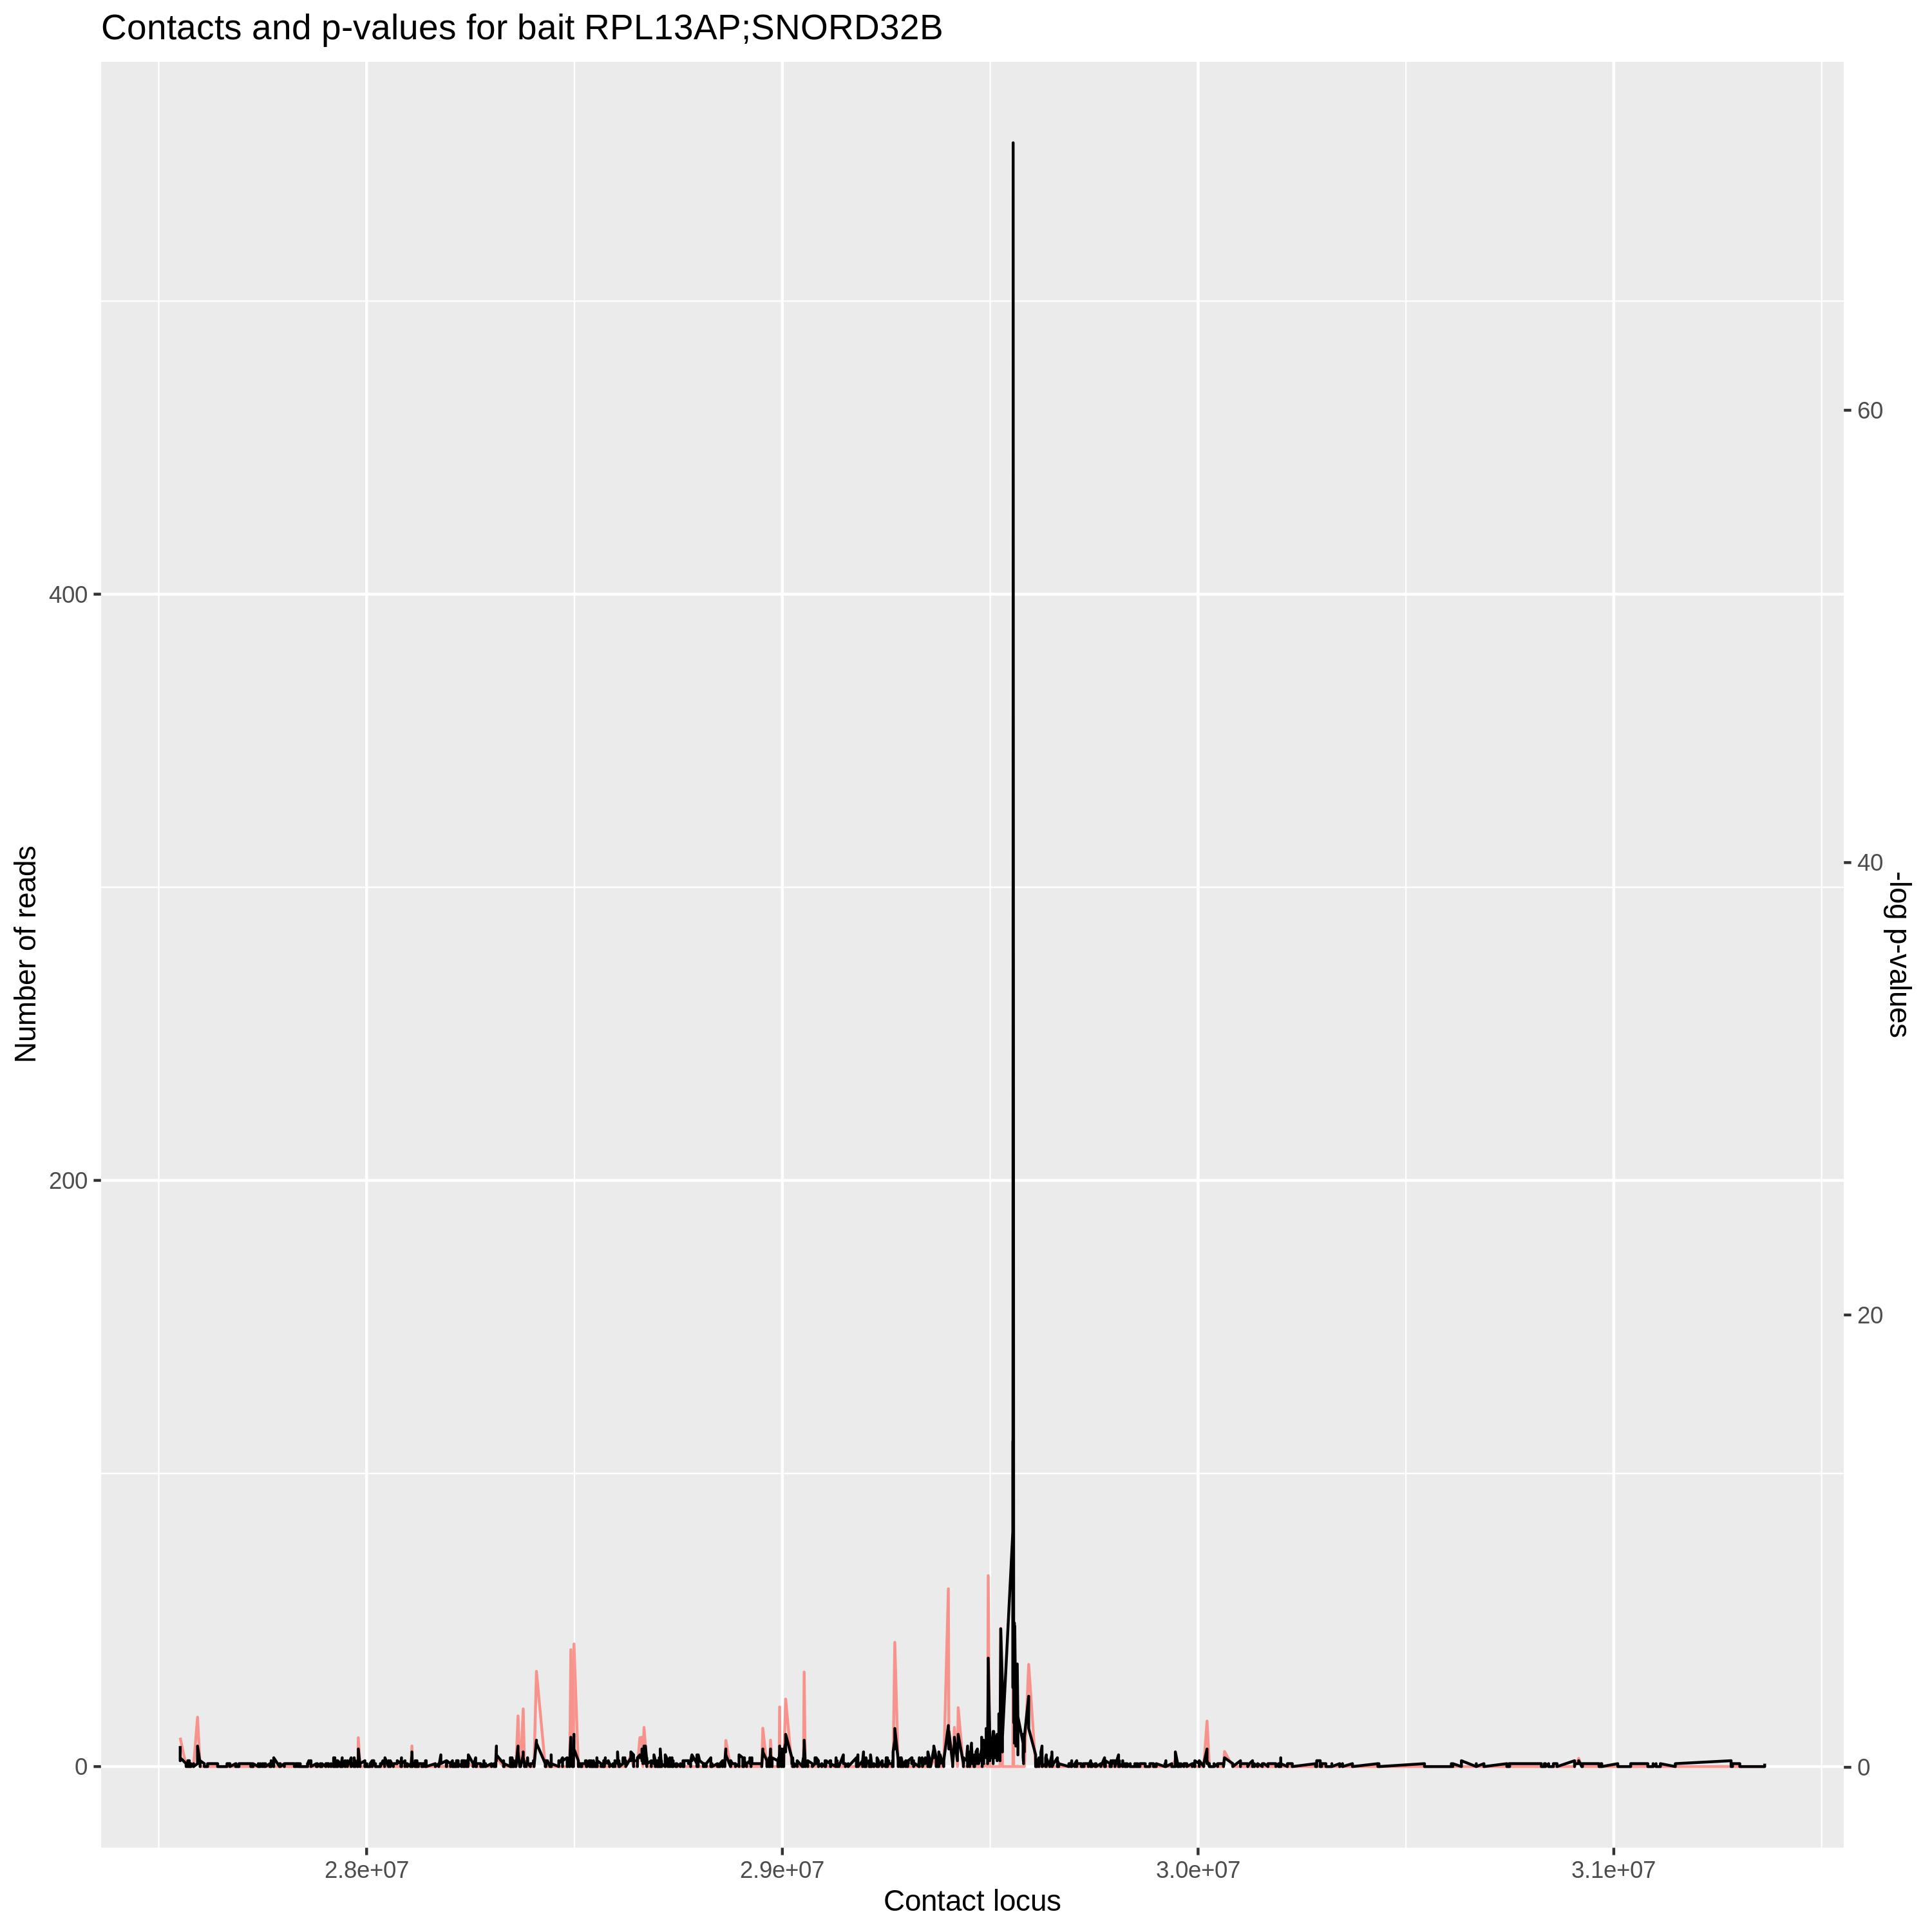 Contacts and p-values for bait RPL13AP;SNORD32B
Number of reads
400
200
0
60
40
20
0
-log p-values
2.8e+07 2.9e+07 3.0e+07 3.1e+07
Contact locus